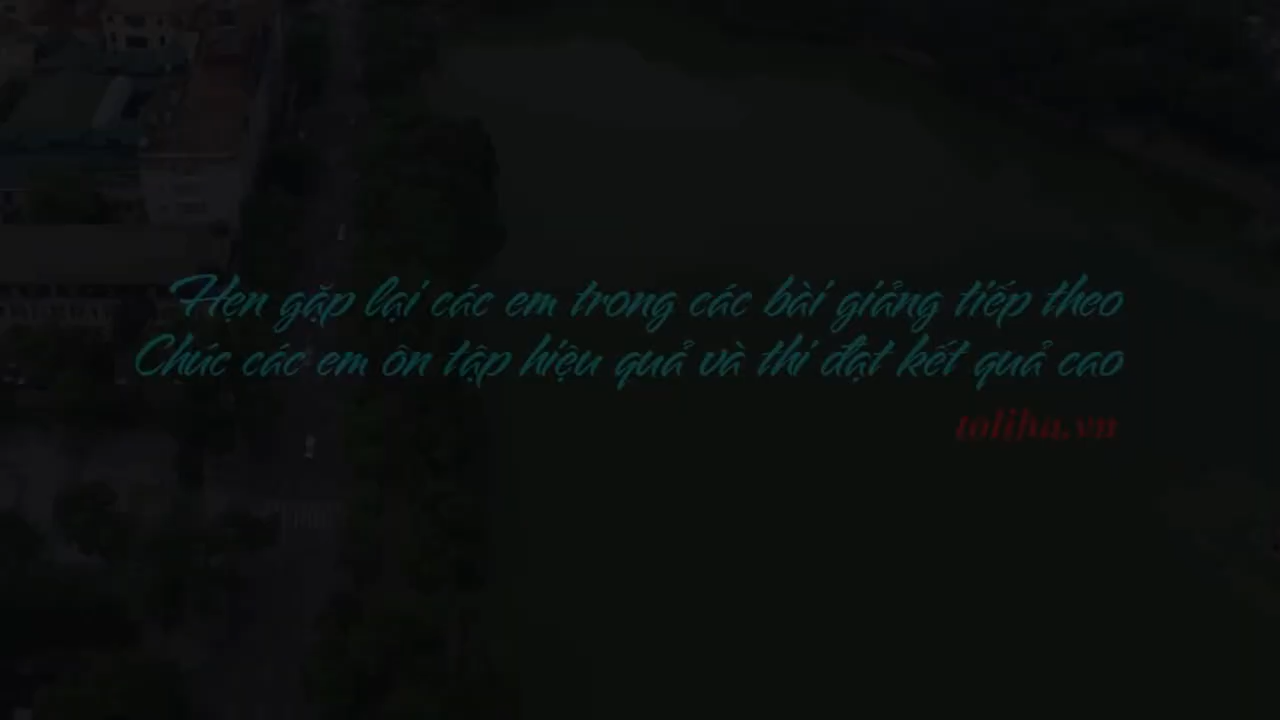 Hẹn gặp lại các em trong các bài giảng tiếp theo
Chúc các em ôn tập hiệu quả và thi đạt kết quả cao
toliha.vn